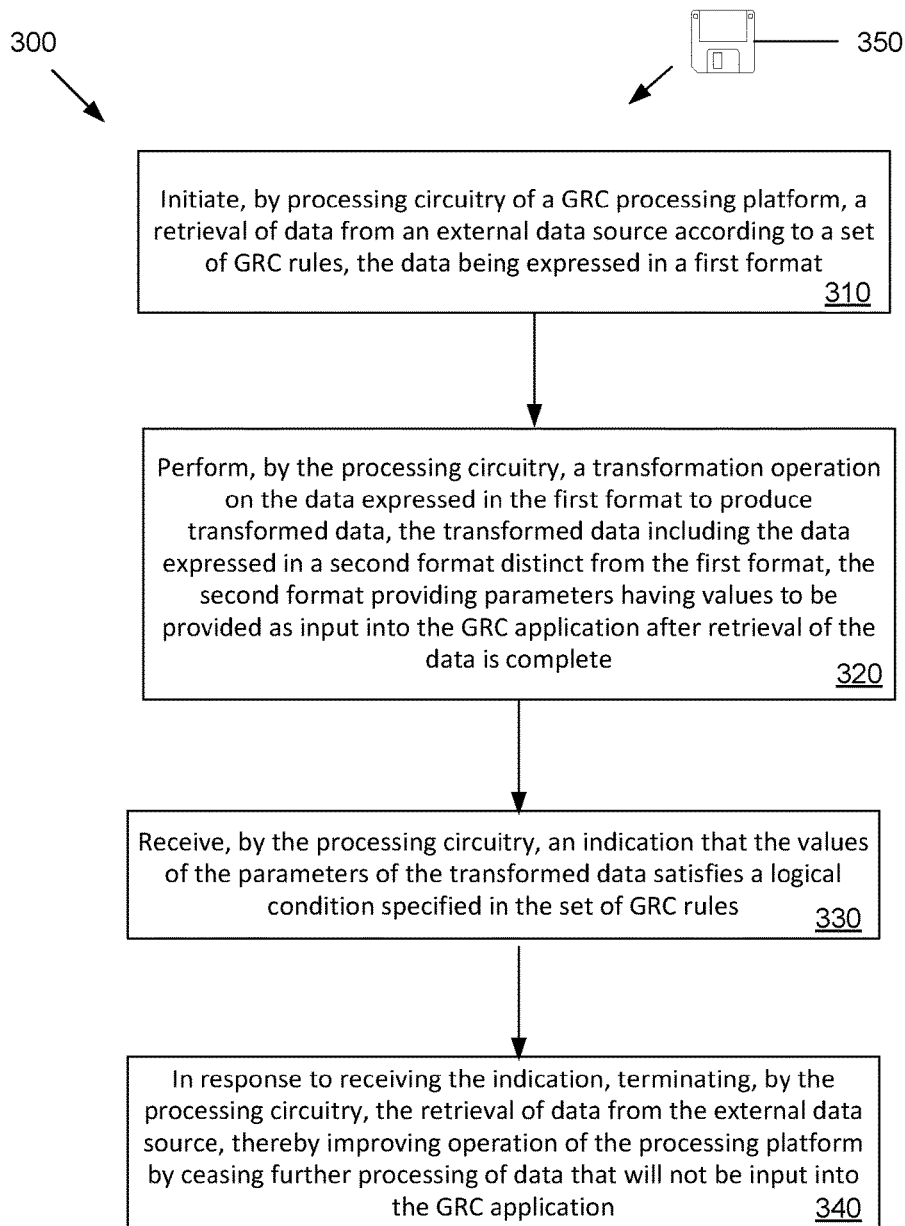 300
350
Initiate, by processing circuitry of a GRC processing platform, a
retrieval of data from an external data source according to a set
of GRC rules, the data being expressed in a first format
310
Perform, by the processing circuitry, a transformation operation
on the data expressed in the first format to produce
transformed data, the transformed data including the data
expressed in a second format distinct from the first format, the
second format providing parameters having values to be
provided as input into the GRC application after retrieval of the
data is complete
320
Receive, by the processing circuitry, an indication that the values
of the parameters of the transformed data satisfies a logical
condition specified in the set of GRC rules
330
In response to receiving the indication, terminating, by the
processing circuitry, the retrieval of data from the external data
source, thereby improving operation of the processing platform
by ceasing further processing of data that will not be input into
the GRC application
340